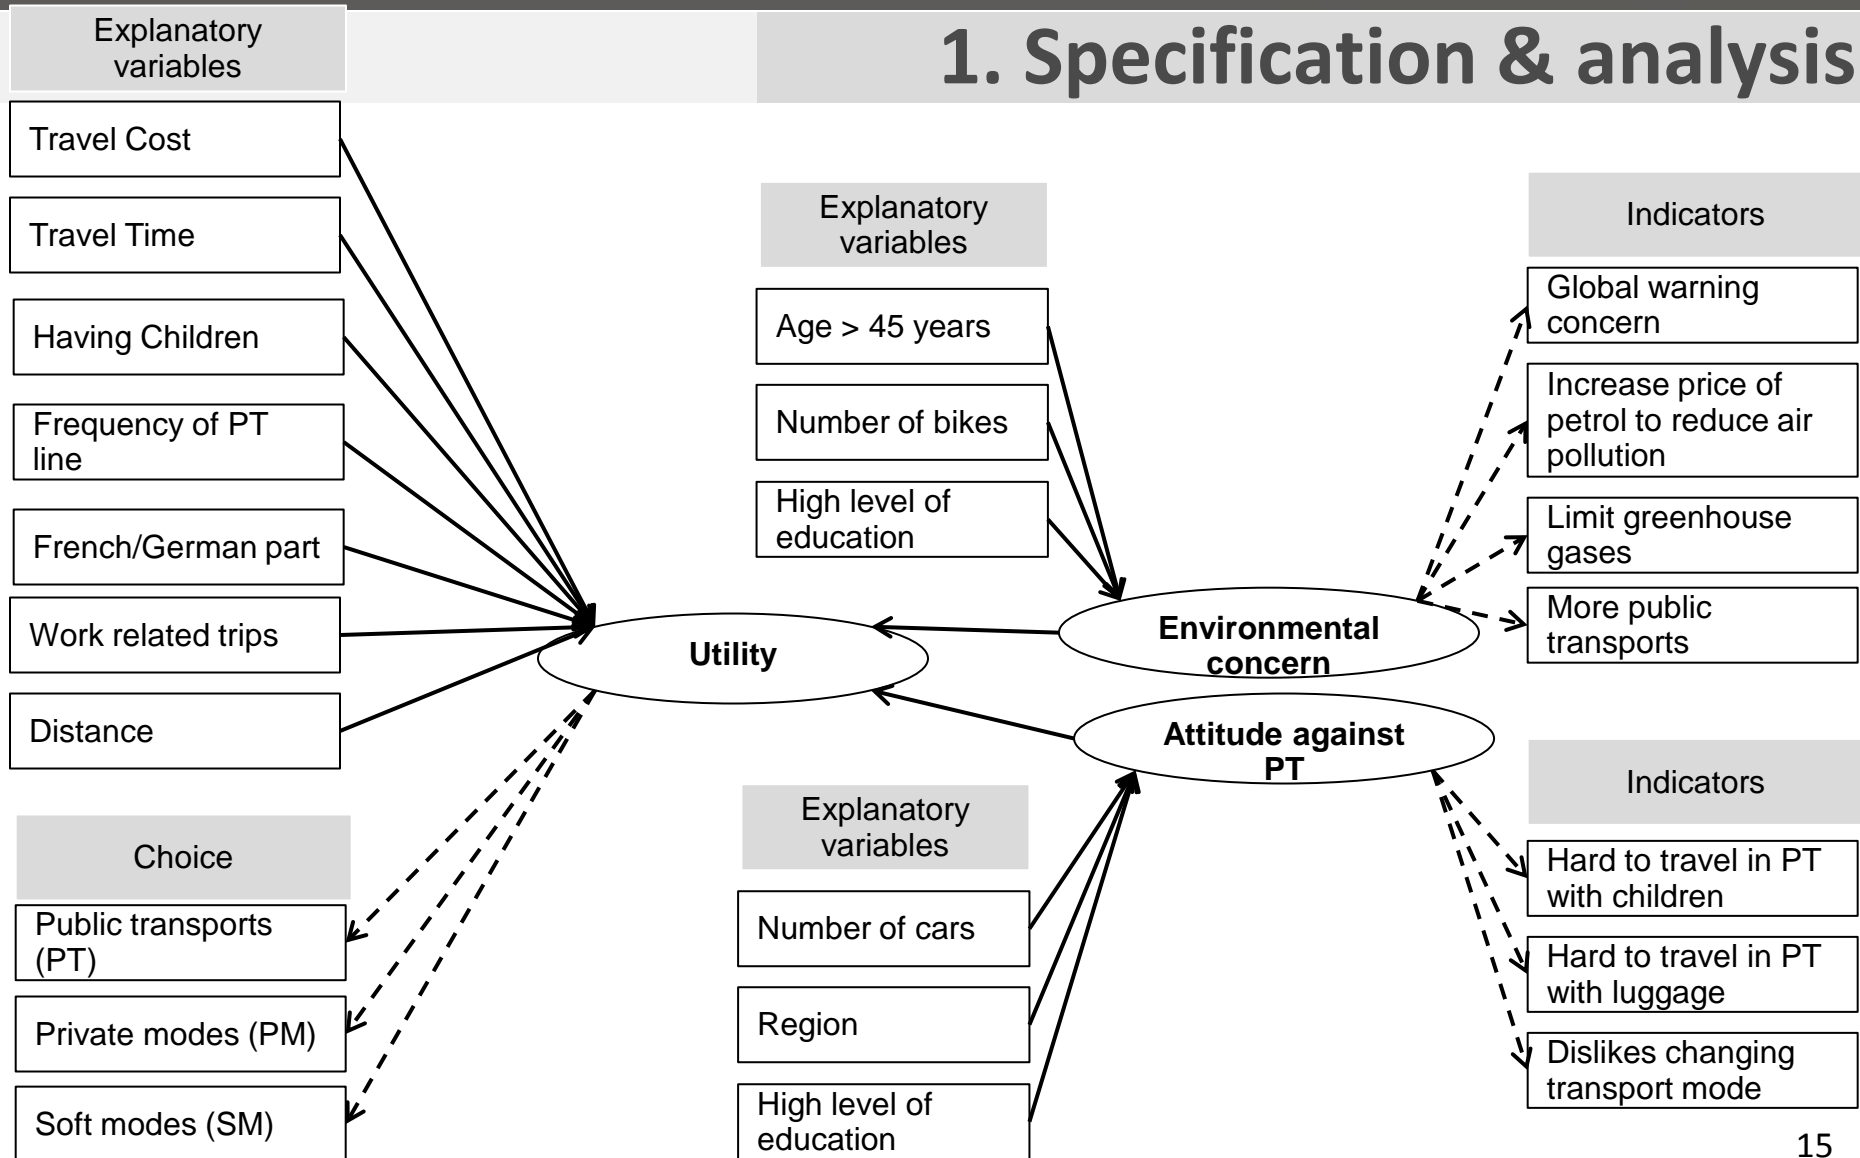 1. Specification & analysis
Explanatory
variables
Travel Cost
Travel Time
Having Children
Frequency of PT
line
French/German part
Work related trips
Distance
Choice
Public transports
(PT)
Private modes (PM)
Soft modes (SM)
Utility
Explanatory
variables
Age > 45 years
Number of bikes
High level of
education
Environmental
concern
Attitude against
PT
Explanatory
variables
Number of cars
Region
High level of
education
Indicators
Global warning
concern
Increase price of
petrol to reduce air
pollution
Limit greenhouse
gases
More public
transports
Indicators
Hard to travel in PT
with children
Hard to travel in PT
with luggage
Dislikes changing
transport mode
15